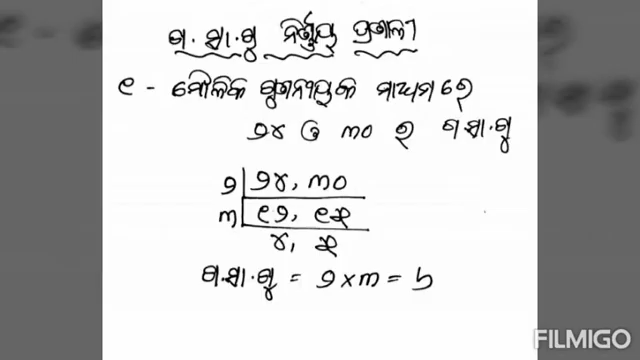 ଗ.ସା.ଗୁ ନିର୍ଣ୍ଣୟ ପ୍ରଣାଳୀ
୧ - ମୌଳିକ ଗୁଣନୀୟକ ମାଧ୍ୟମ ରେ
୨୪ ଓ ୩୦ ର ଗ.ସା.ଗୁ
୨ ୨୪, ୩୦
୩ ୧୨, ୧୫
୪, ୫
ଗ.ସା.ଗୁ = ୨ x ୩ = ୬
FILMIGO